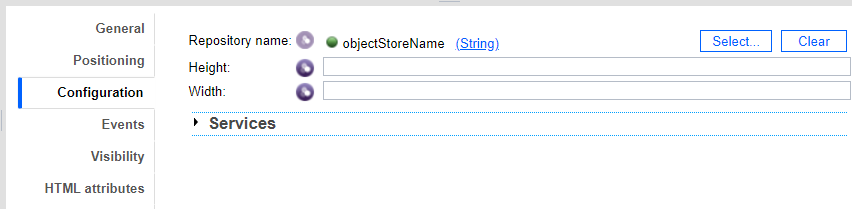 General
Positioning
Configuration
Events
Visibility
HTML attributes
Repository name: objectStoreName (String) Select... Clear
Height:
Width:
Services